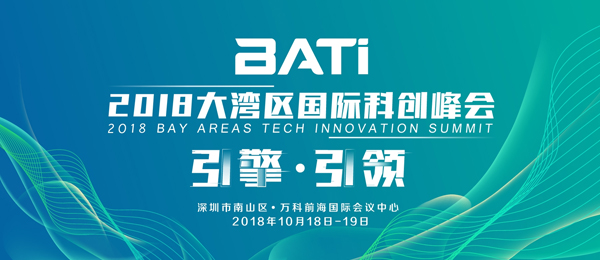 BATi
2018大湾区国际科创峰会
2018 BAY AREAS TECH INNOVATION SUMMIT
引擎·引领
深圳市南山区·万科前海国际会议中心
2018年10月18日-19日